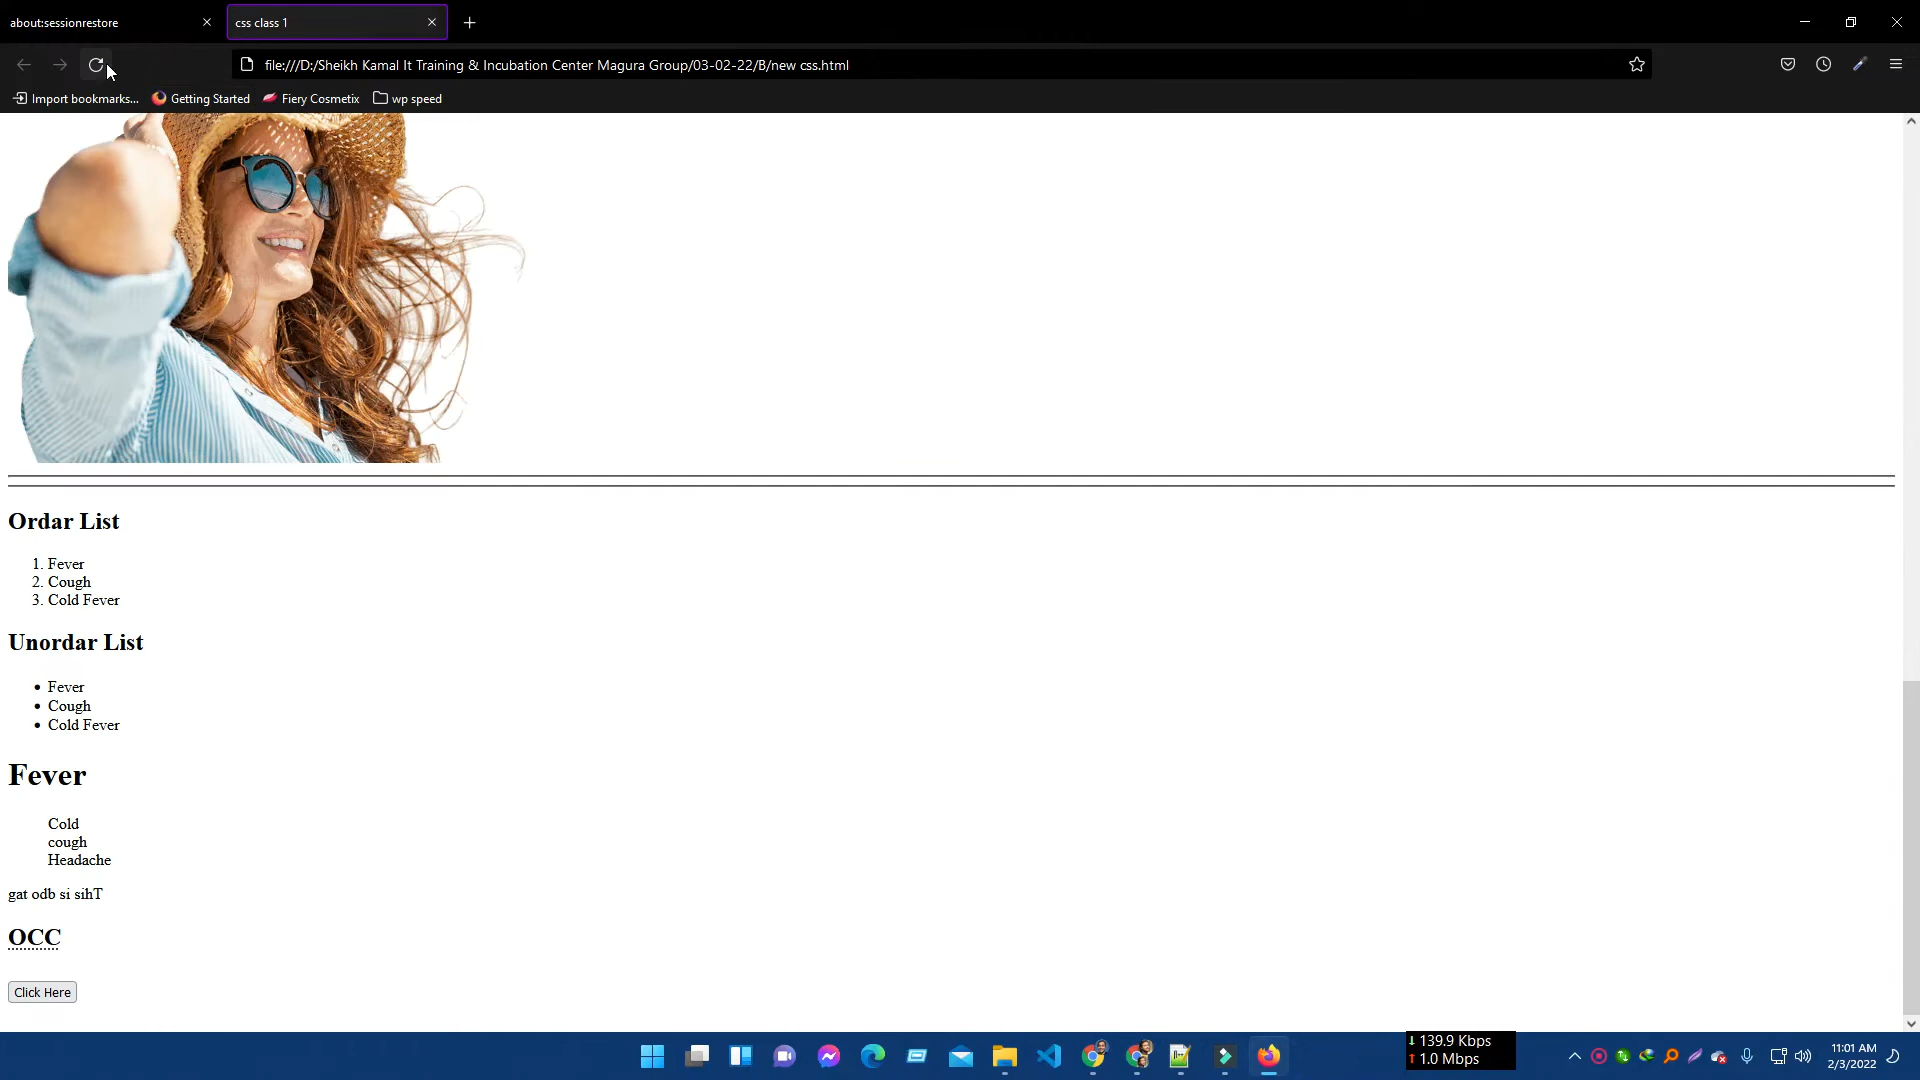 about:sessionrestore
css class 1
file:///D:/Sheikh Kamal It Training & Incubation Center Magura Group/03-02-22/B/new css.html
Import bookmarks... Getting Started Fiery Cosmetix wp speed
Ordar List
1. Fever
2. Cough
3. Cold Fever
Unordar List
• Fever
• Cough
• Cold Fever
Fever
Cold
cough
Headache
gat odb si sihT
OCC
Click Here
↓ 139.9 Kbps
↑ 1.0 Mbps
11:01 AM
2/3/2022